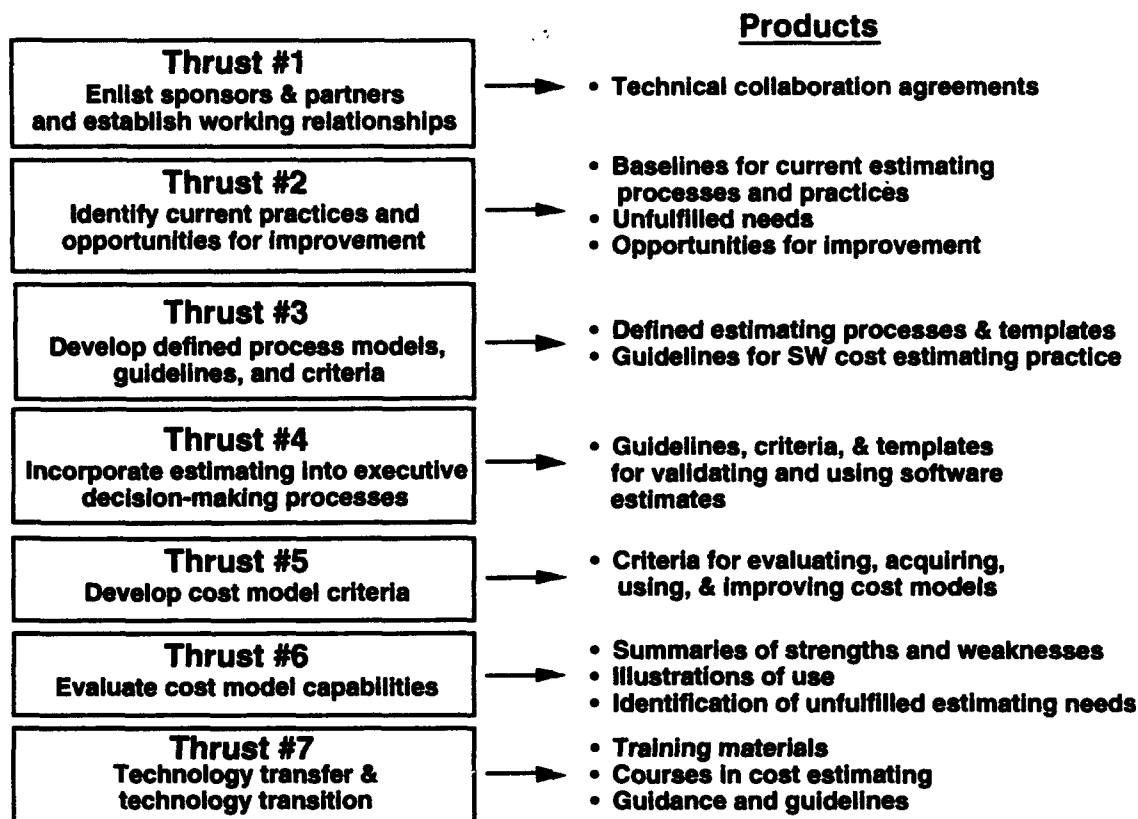 Products
Thrust #1
Enlist sponsors & partners
and establish working relationships
• Technical collaboration agreements
Thrust #2
Identify current practices and
opportunities for improvement
• Baselines for current estimating
processes and practices
• Unfulfilled needs
• Opportunities for improvement
Thrust #3
Develop defined process models,
guidelines, and criteria
• Defined estimating processes & templates
• Guidelines for SW cost estimating practice
Thrust #4
Incorporate estimating into executive
decision-making processes
• Guidelines, criteria, & templates
for validating and using software
estimates
Thrust #5
Develop cost model criteria
• Criteria for evaluating, acquiring,
using, & improving cost models
Thrust #6
Evaluate cost model capabilities
• Summaries of strengths and weaknesses
• Illustrations of use
• Identification of unfulfilled estimating needs
Thrust #7
Technology transfer &
technology transition
• Training materials
• Courses in cost estimating
• Guidance and guidelines